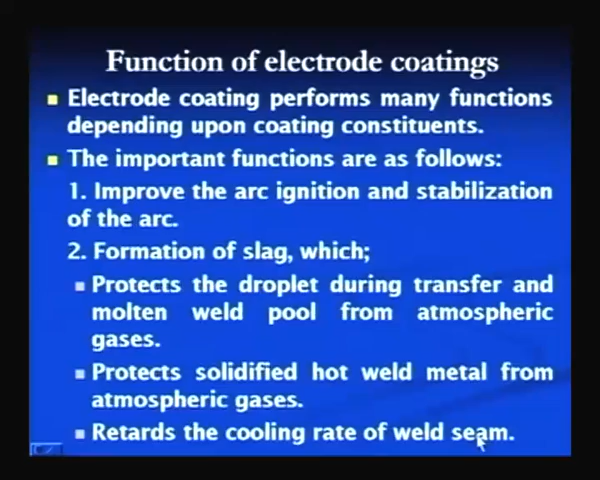 Function of electrode coatings
Electrode coating performs many functions
depending upon coating constituents.
The important functions are as follows:
1. Improve the arc ignition and stabilization
of the arc.
2. Formation of slag, which;
Protects the droplet during transfer and
molten weld pool from atmospheric
gases.
Protects solidified hot weld metal from
atmospheric gases.
Retards the cooling rate of weld seam.